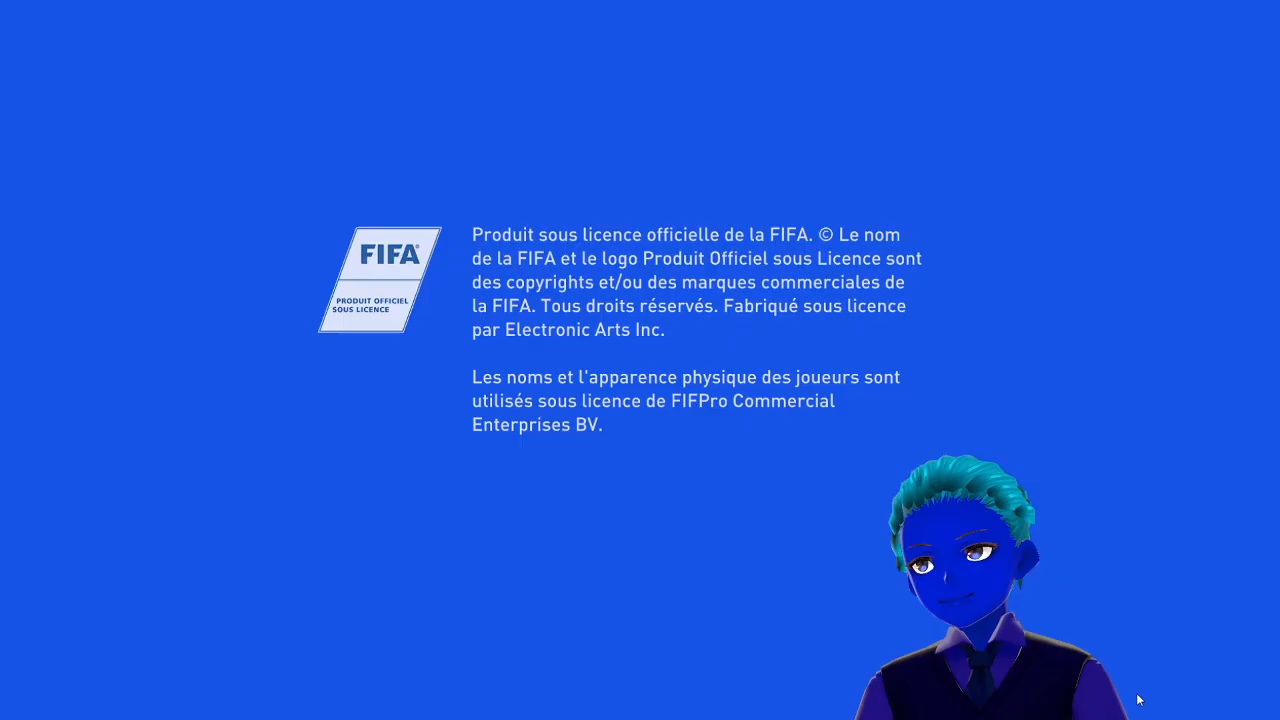 FIFA®
PRODUIT OFFICIEL
SOUS LICENCE
Produit sous licence officielle de la FIFA. © Le nom
de la FIFA et le logo Produit Officiel sous Licence sont
des copyrights et/ou des marques commerciales de
la FIFA. Tous droits réservés. Fabriqué sous licence
par Electronic Arts Inc.
Les noms et l'apparence physique des joueurs sont
utilisés sous licence de FIFPro Commercial
Enterprises BV.